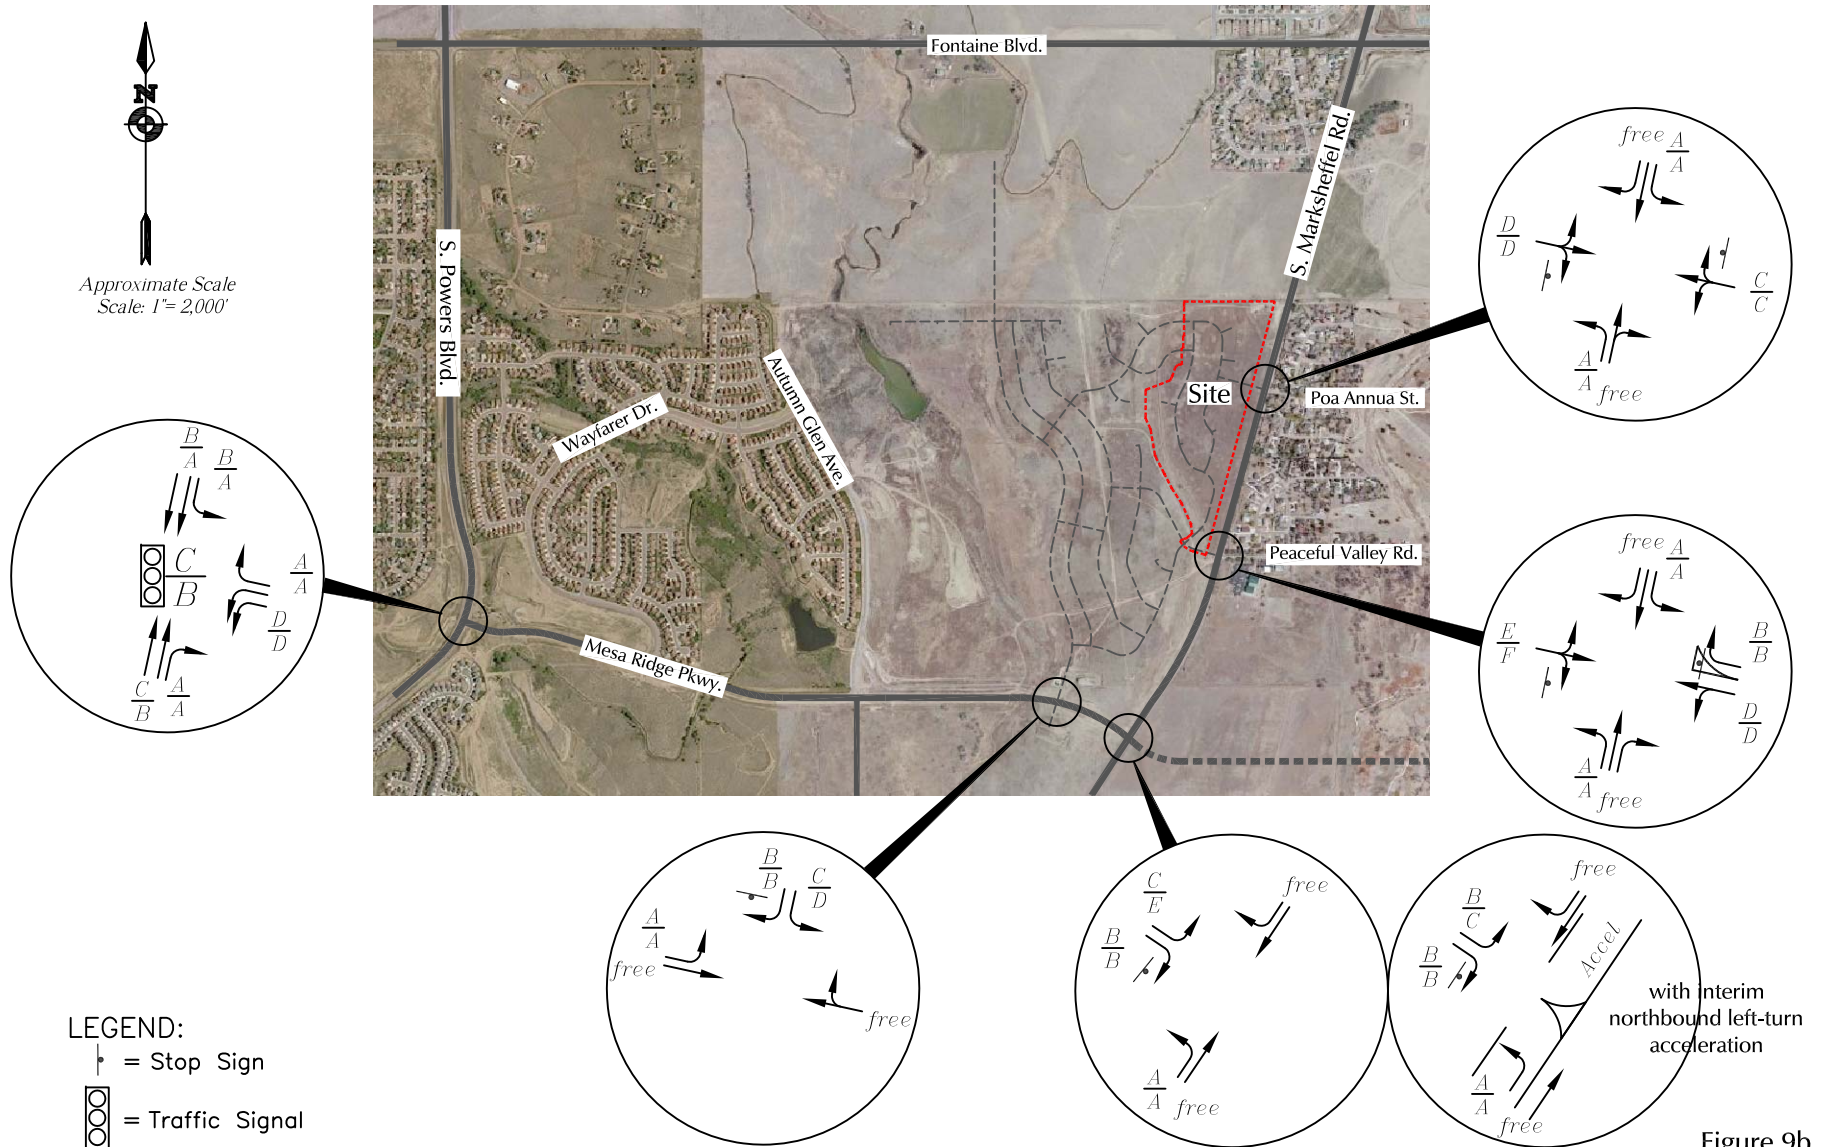 N
Approximate Scale
Scale: 1"= 2,000'
Fontaine Blvd.
S. Powers Blvd.
S. Marksheffel Rd.
Wayfarer Dr.
Autumn Glen Ave.
Site
Poa Annua St.
Peaceful Valley Rd.
Mesa Ridge Pkwy.
free
A
A
D
D
C
C
A
A
free
B
A
B
A
C
B
A
A
D
D
C
B
A
A
free
A
A
E
F
B
B
D
D
A
A
free
B
B
C
D
A
A
free
free
C
E
B
B
free
A
A
free
B
C
B
B
free
Accel
A
A
free
with interim
northbound left-turn
acceleration
LEGEND:
= Stop Sign
= Traffic Signal
Figure 9b